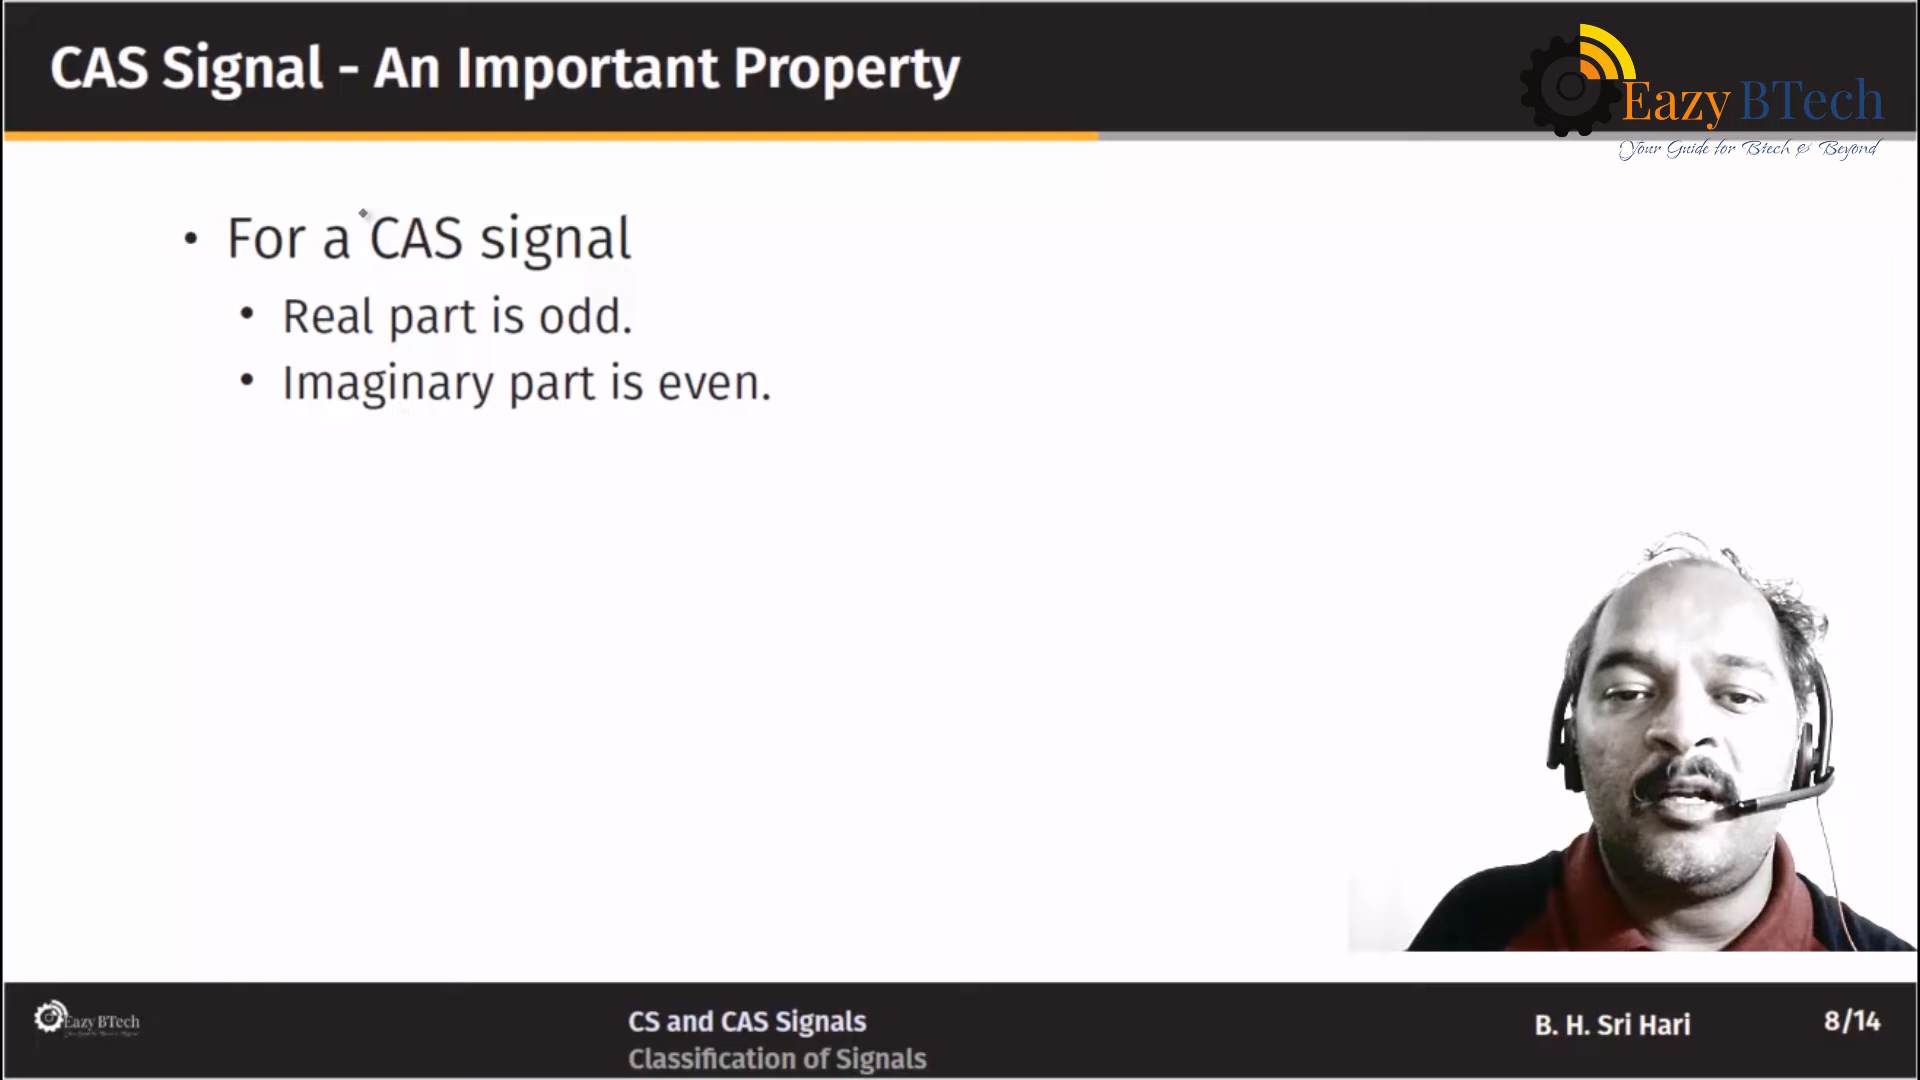 CAS Signal - An Important Property
Eazy BTech
Your Guide for Btech & Beyond
• For a CAS signal
• Real part is odd.
• Imaginary part is even.
Eazy BTech
CS and CAS Signals
Classification of Signals
B. H. Sri Hari
8/14